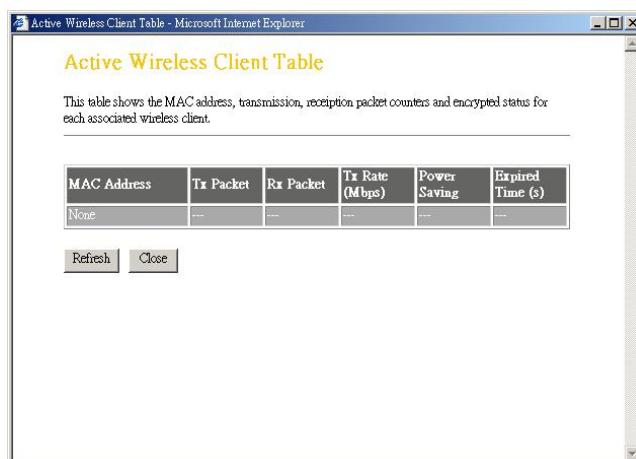 Active Wireless Client Table - Microsoft Internet Explorer
Active Wireless Client Table
This table shows the MAC address, transmission, receiption packet counters and encrypted status for
each associated wireless client.
MAC Address Tx Packet Rx Packet Tx Rate (Mbps) Power Saving Expired Time (s)
None --- --- --- --- ---
Refresh Close